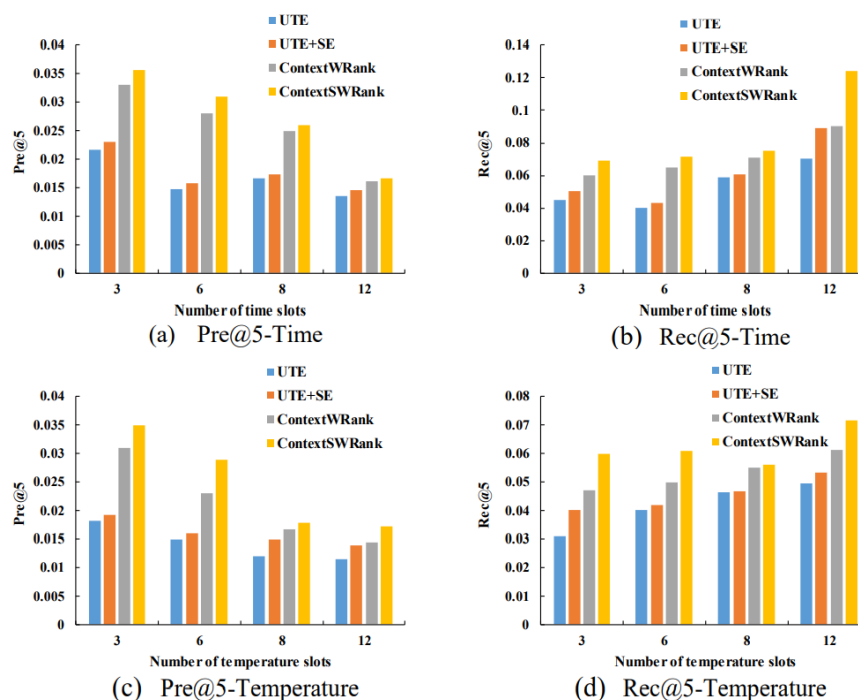 UTE
UTE+SE
ContextWRank
ContextSWRank
Pre@5
0.04
0.035
0.03
0.025
0.02
0.015
0.01
0.005
0
3 6 8 12
Number of time slots
(a) Pre@5-Time
UTE
UTE+SE
ContextWRank
ContextSWRank
Rec@5
0.14
0.12
0.1
0.08
0.06
0.04
0.02
0
3 6 8 12
Number of time slots
(b) Rec@5-Time
UTE
UTE+SE
ContextWRank
ContextSWRank
Pre@5
0.04
0.035
0.03
0.025
0.02
0.015
0.01
0.005
0
3 6 8 12
Number of temperature slots
(c) Pre@5-Temperature
UTE
UTE+SE
ContextWRank
ContextSWRank
Rec@5
0.08
0.07
0.06
0.05
0.04
0.03
0.02
0.01
0.00
3 6 8 12
Number of temperature slots
(d) Rec@5-Temperature